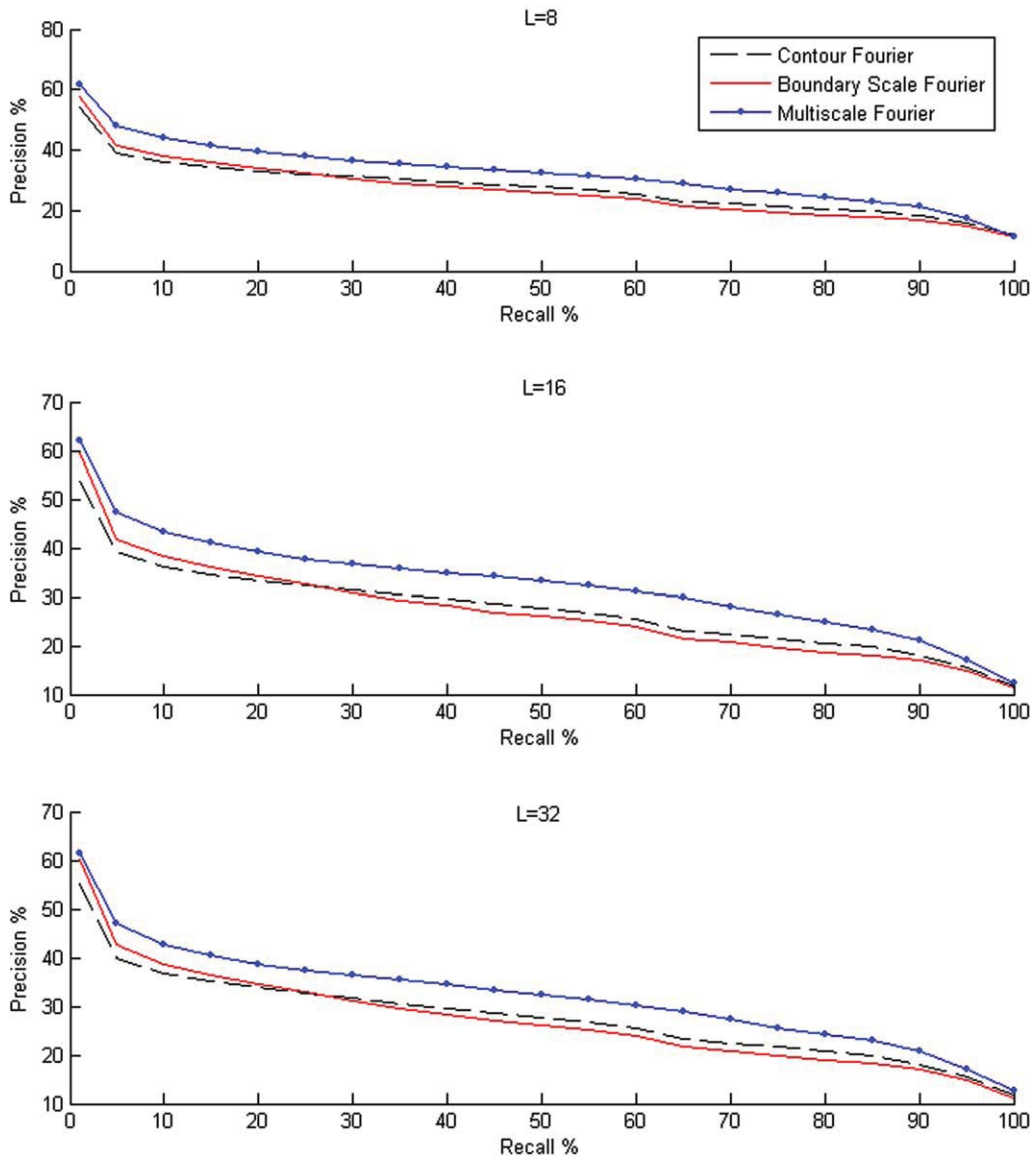 L=8
80
60
40
20
0
Precision %
Contour Fourier
Boundary Scale Fourier
Multiscale Fourier
0 10 20 30 40 50 60 70 80 90 100
Recall %
L=16
70
60
50
40
30
20
10
Precision %
0 10 20 30 40 50 60 70 80 90 100
Recall %
L=32
70
60
50
40
30
20
10
Precision %
0 10 20 30 40 50 60 70 80 90 100
Recall %